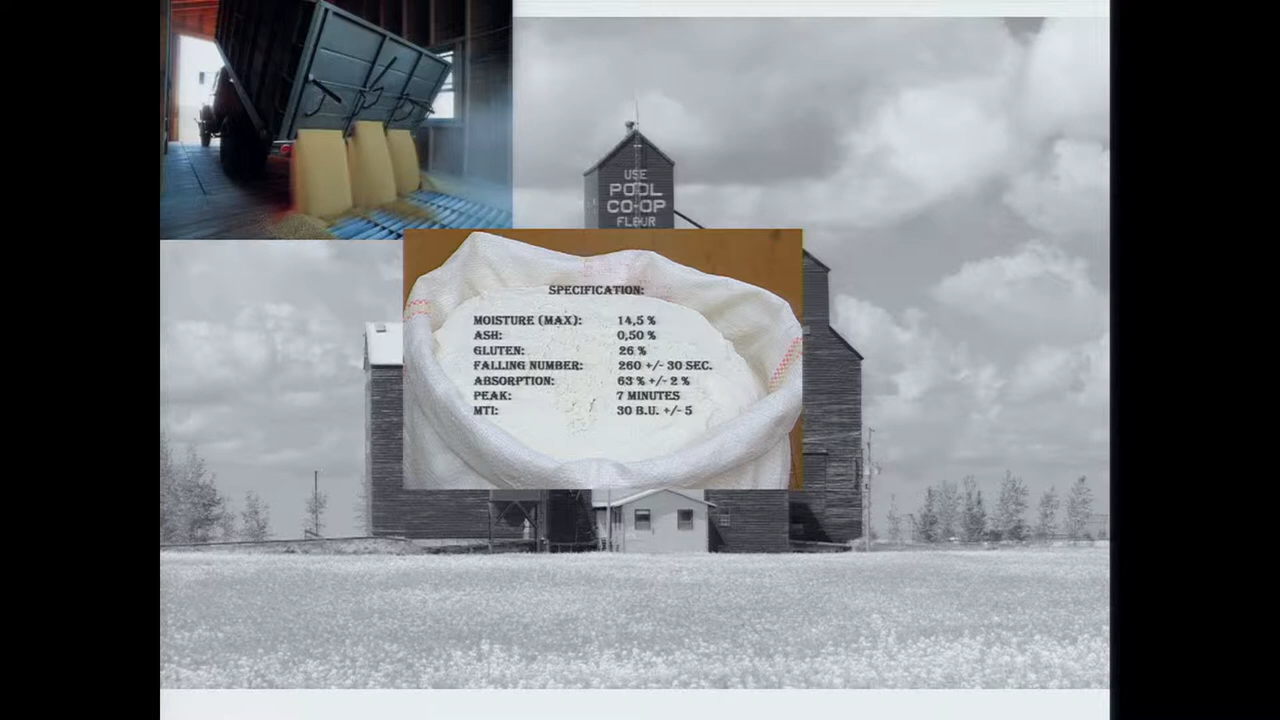 USE
POOL
CO-OP
FLOUR
SPECIFICATION:
MOISTURE (MAX): 14,5 %
ASH: 0,50 %
GLUTEN: 26 %
FALLING NUMBER: 260 +/- 30 SEC.
ABSORPTION: 63 % +/- 2 %
PEAK: 7 MINUTES
MTI: 30 B.U. +/- 5